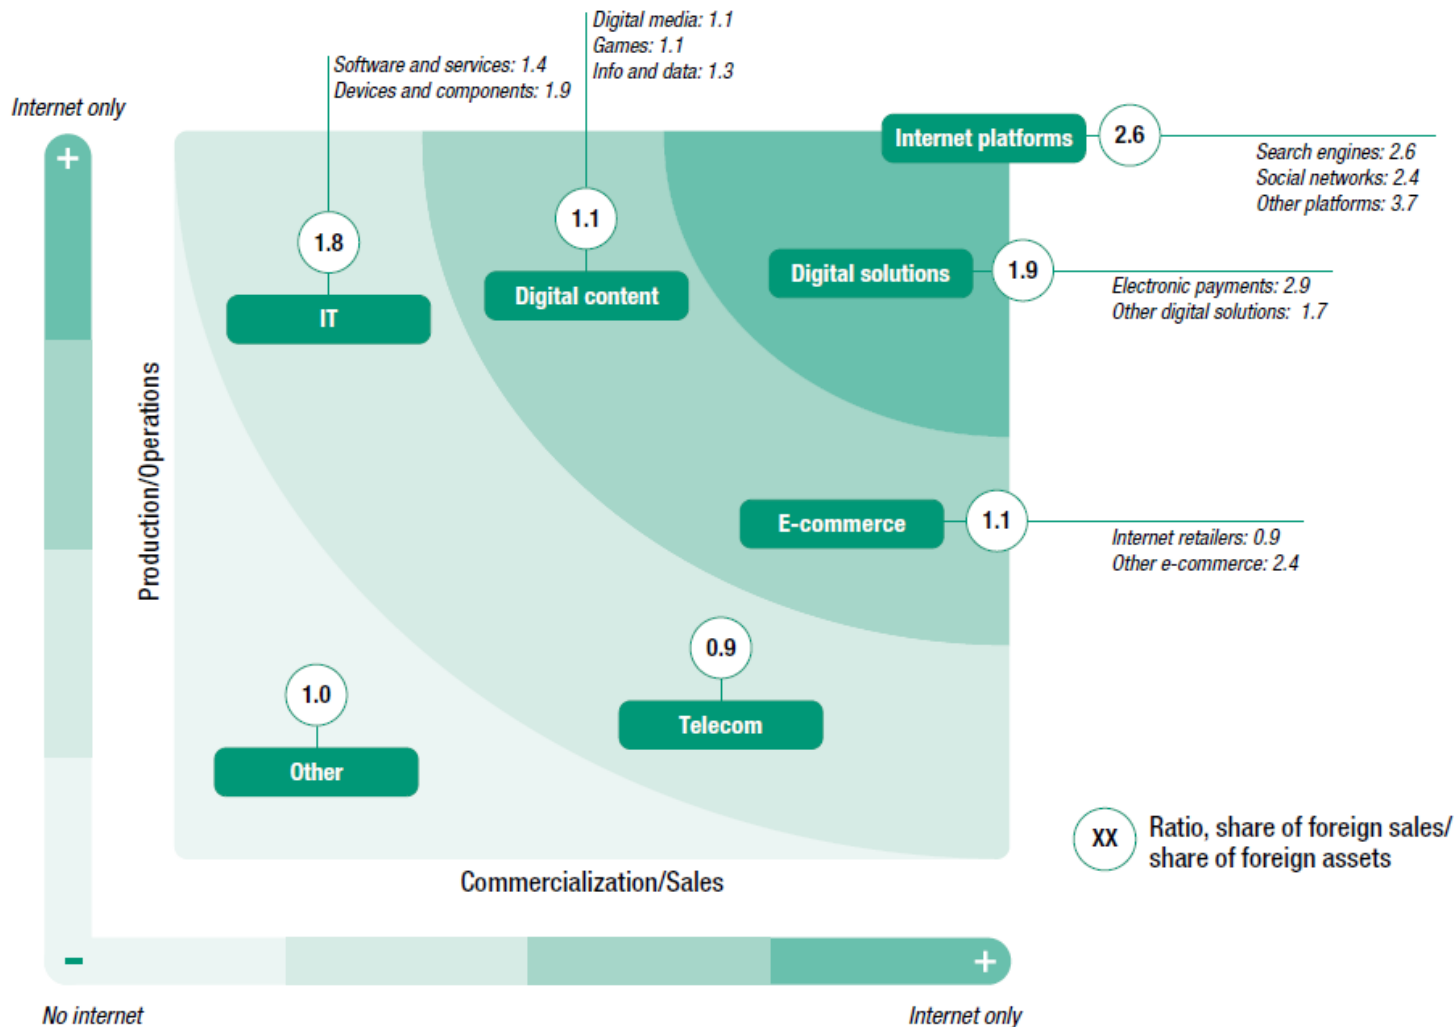 Digital media: 1.1
Games: 1.1
Info and data: 1.3
Software and services: 1.4
Devices and components: 1.9
Internet only
+
Internet platforms
2.6
Search engines: 2.6
Social networks: 2.4
Other platforms: 3.7
1.8
IT
1.1
Digital content
Digital solutions
1.9
Electronic payments: 2.9
Other digital solutions: 1.7
Production/Operations
E-commerce
1.1
Internet retailers: 0.9
Other e-commerce: 2.4
1.0
Other
0.9
Telecom
XX
Ratio, share of foreign sales/
share of foreign assets
Commercialization/Sales
-
+
No internet
Internet only